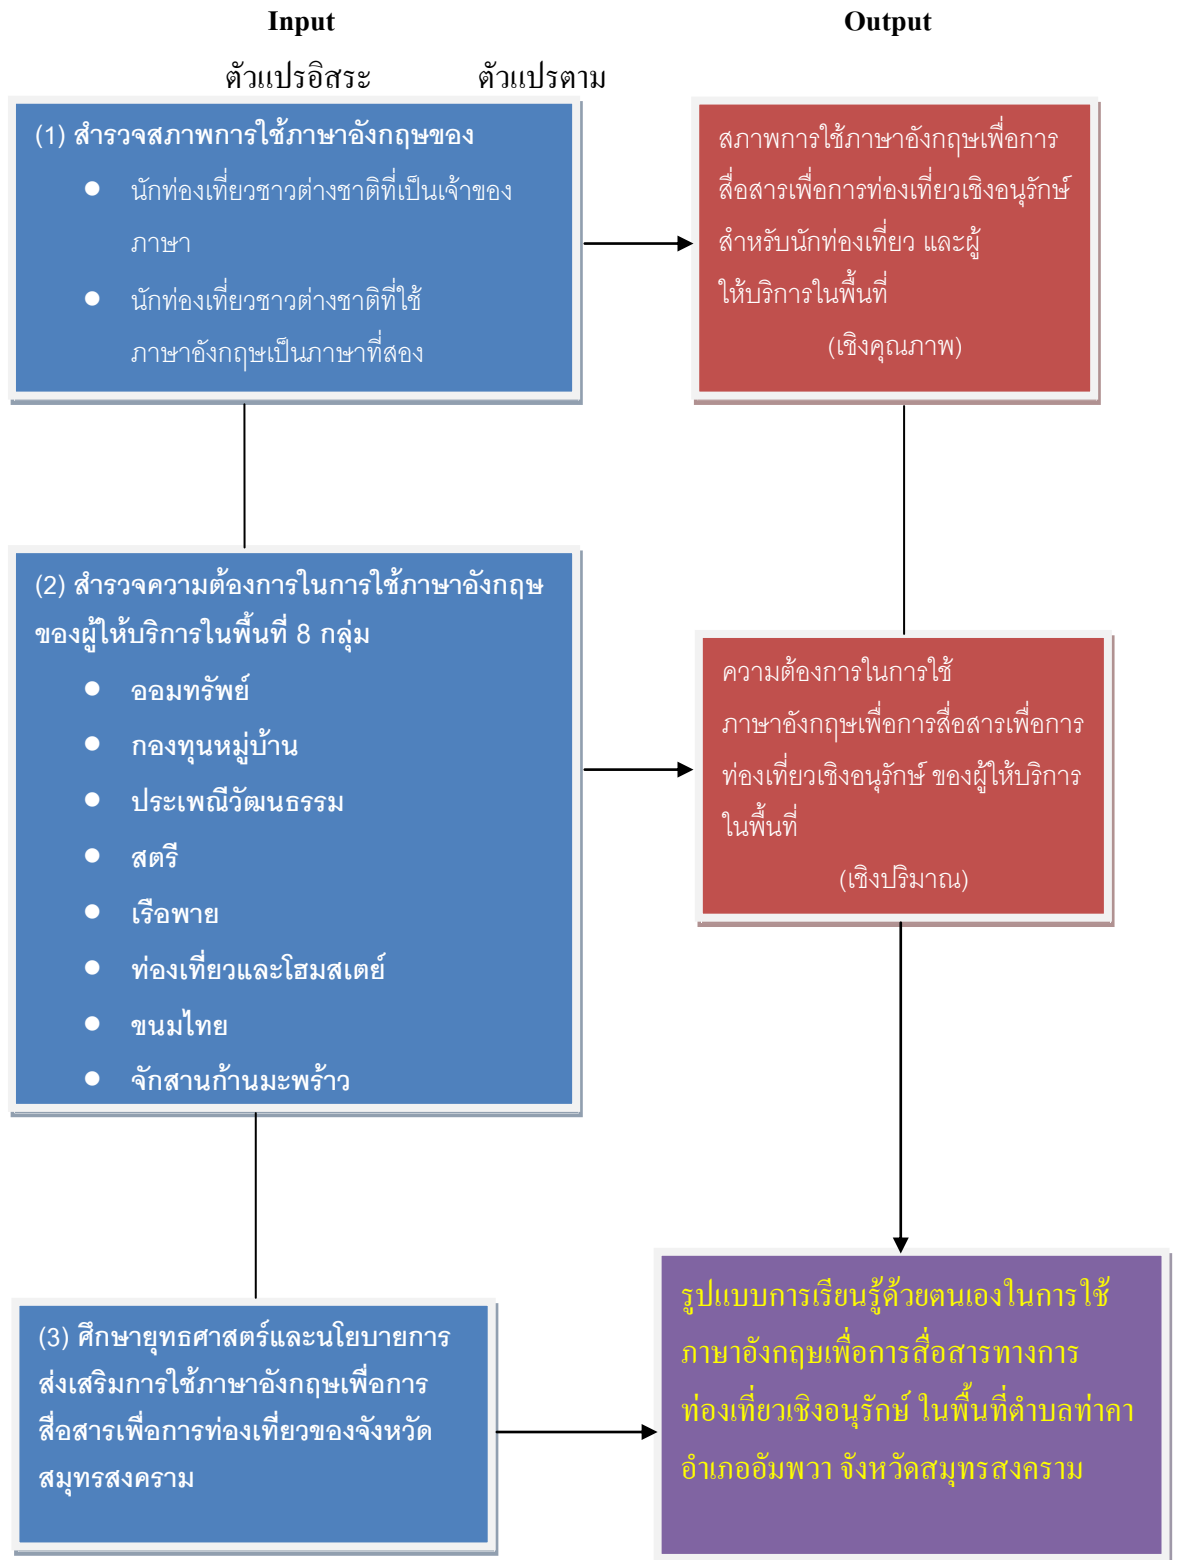 Input
Output
ตัวแปรอิสระ
ตัวแปรตาม
(1) สำรวจสภาพการใช้ภาษาอังกฤษของ
● นักท่องเที่ยวชาวต่างชาติที่เป็นเจ้าของ
ภาษา
● นักท่องเที่ยวชาวต่างชาติที่ใช้
ภาษาอังกฤษเป็นภาษาที่สอง
สภาพการใช้ภาษาอังกฤษเพื่อการ
สื่อสารเพื่อการท่องเที่ยวเชิงอนุรักษ์
สำหรับนักท่องเที่ยว และผู้
ให้บริการในพื้นที่
(เชิงคุณภาพ)
(2) สำรวจความต้องการในการใช้ภาษาอังกฤษ
ของผู้ให้บริการในพื้นที่ 8 กลุ่ม
● ออมทรัพย์
● กองทุนหมู่บ้าน
● ประเพณีวัฒนธรรม
● สตรี
● เรือพาย
● ท่องเที่ยวและโฮมสเตย์
● ขนมไทย
● จักสานก้านมะพร้าว
ความต้องการในการใช้
ภาษาอังกฤษเพื่อการสื่อสารเพื่อการ
ท่องเที่ยวเชิงอนุรักษ์ ของผู้ให้บริการ
ในพื้นที่
(เชิงปริมาณ)
(3) ศึกษายุทธศาสตร์และนโยบายการ
ส่งเสริมการใช้ภาษาอังกฤษเพื่อการ
สื่อสารเพื่อการท่องเที่ยวของจังหวัด
สมุทรสงคราม
รูปแบบการเรียนรู้ด้วยตนเองในการใช้
ภาษาอังกฤษเพื่อการสื่อสารทางการ
ท่องเที่ยวเชิงอนุรักษ์ ในพื้นที่ตำบลท่าคา
อำเภออัมพวา จังหวัดสมุทรสงคราม